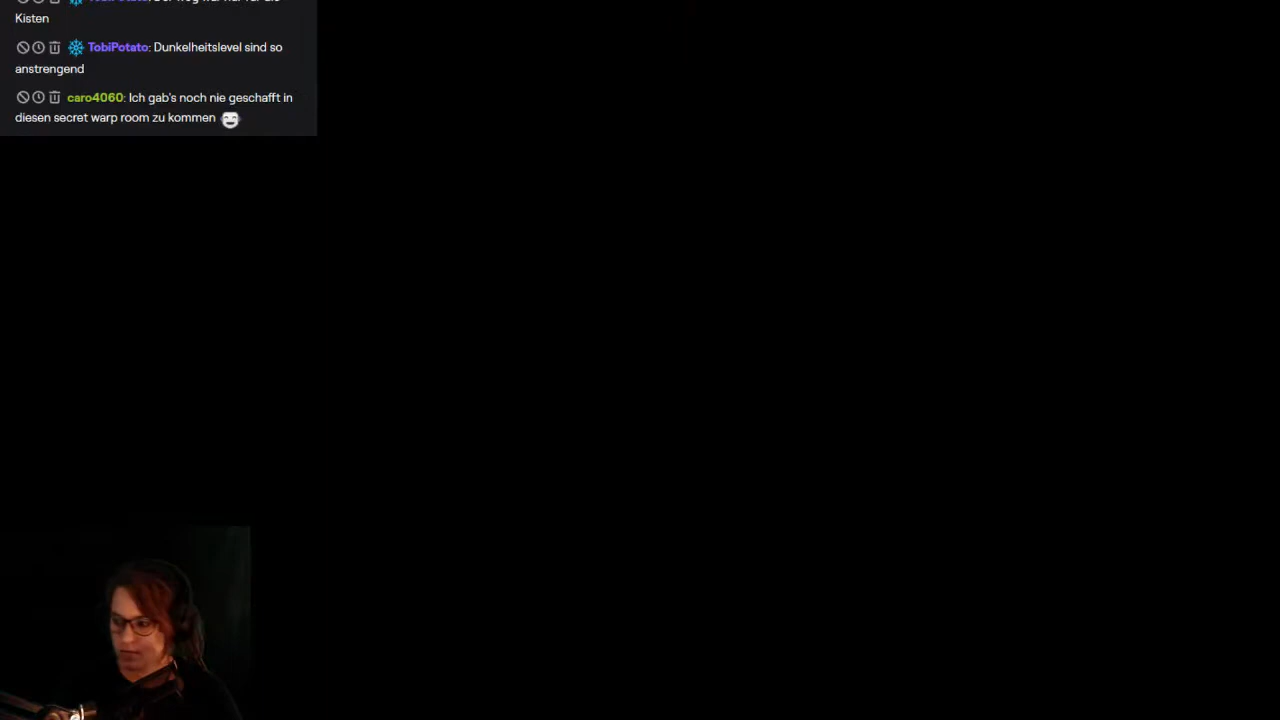 Kisten
TobiPotato: Dunkelheitslevel sind so
anstrengend
caro4060: Ich gab's noch nie geschafft in
diesen secret warp room zu kommen